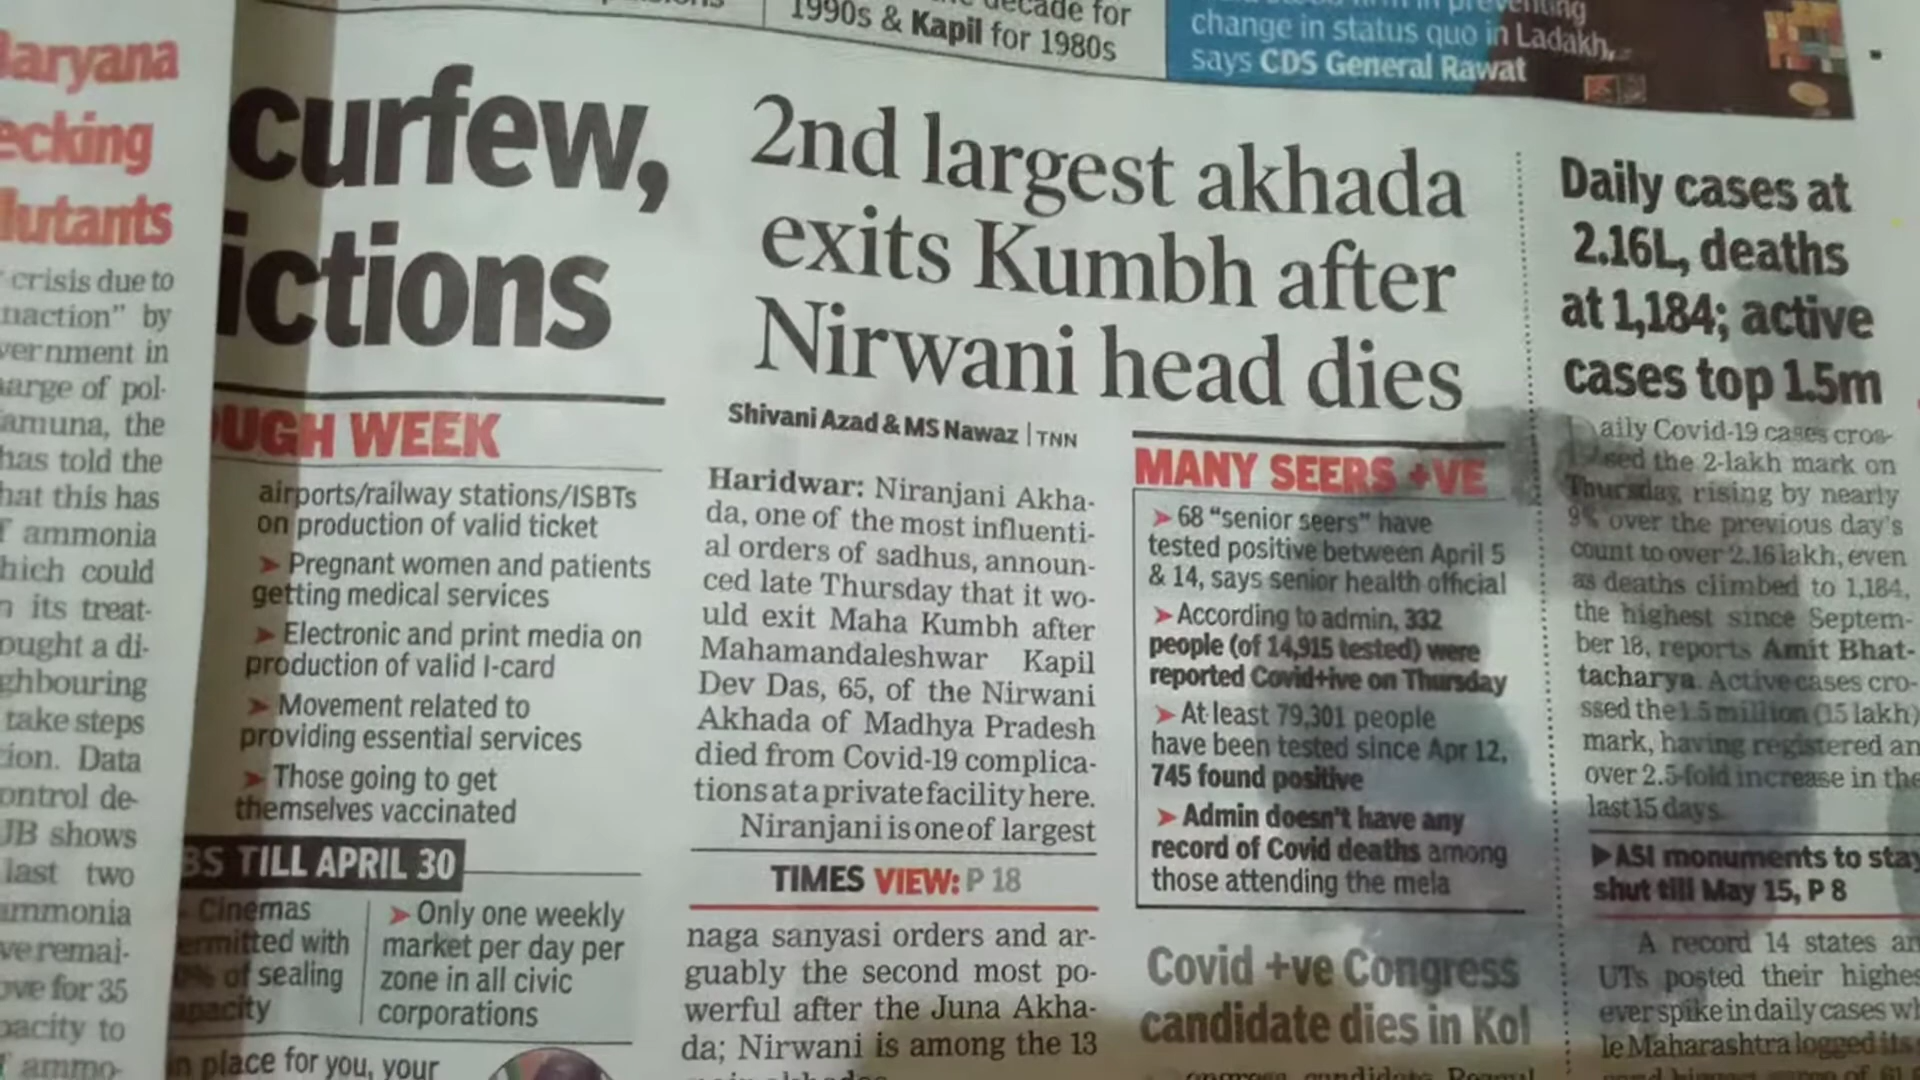 decade for
1990s & Kapil for 1980s
change in status quo in Ladakh,
says CDS General Rawat
Haryana
ecking
llutants
crisis due to
naction" by
vernment in
arge of pol-
amuna, the
has told the
hat this has
f ammonia
hich could
n its treat-
ought a di-
ghbouring
take steps
tion. Data
ontrol de-
JB shows
last two
ammonia
ve remai-
ove for 35
pacity to
f ammo-
curfew,
ictions
OUGH WEEK
airports/railway stations/ISBTs
on production of valid ticket
➤ Pregnant women and patients
getting medical services
➤ Electronic and print media on
production of valid I-card
➤ Movement related to
providing essential services
➤ Those going to get
themselves vaccinated
BS TILL APRIL 30
Cinemas
ermitted with
% of sealing
apacity
➤ Only one weekly
market per day per
zone in all civic
corporations
in place for you, your
2nd largest akhada
exits Kumbh after
Nirwani head dies
Shivani Azad & MS Nawaz | TNN
Haridwar: Niranjani Akha-
da, one of the most influenti-
al orders of sadhus, announ-
ced late Thursday that it wo-
uld exit Maha Kumbh after
Mahamandaleshwar Kapil
Dev Das, 65, of the Nirwani
Akhada of Madhya Pradesh
died from Covid-19 complica-
tions at a private facility here.
Niranjani is one of largest
TIMES VIEW: P 18
naga sanyasi orders and ar-
guably the second most po-
werful after the Juna Akha-
da; Nirwani is among the 13
MANY SEERS +VE
➤ 68 "senior seers" have
tested positive between April 5
& 14, says senior health official
➤ According to admin, 332
people (of 14,915 tested) were
reported Covid+ive on Thursday
➤ At least 79,301 people
have been tested since Apr 12,
745 found positive
➤ Admin doesn't have any
record of Covid deaths among
those attending the mela
Covid +ve Congress
candidate dies in Kol
Daily cases at
2.16L, deaths
at 1,184; active
cases top 1.5m
Daily Covid-19 cases cros-
sed the 2-lakh mark on
Thursday, rising by nearly
9% over the previous day's
count to over 2.16 lakh, even
as deaths climbed to 1,184,
the highest since Septem-
ber 18, reports Amit Bhat-
tacharya. Active cases cro-
ssed the 1.5 million (15 lakh)
mark, having registered an
over 2.5-fold increase in the
last 15 days.
▶ASI monuments to stay
shut till May 15, P 8
A record 14 states an
UTs posted their highes
ever spike in daily cases wh
le Maharashtra logged its